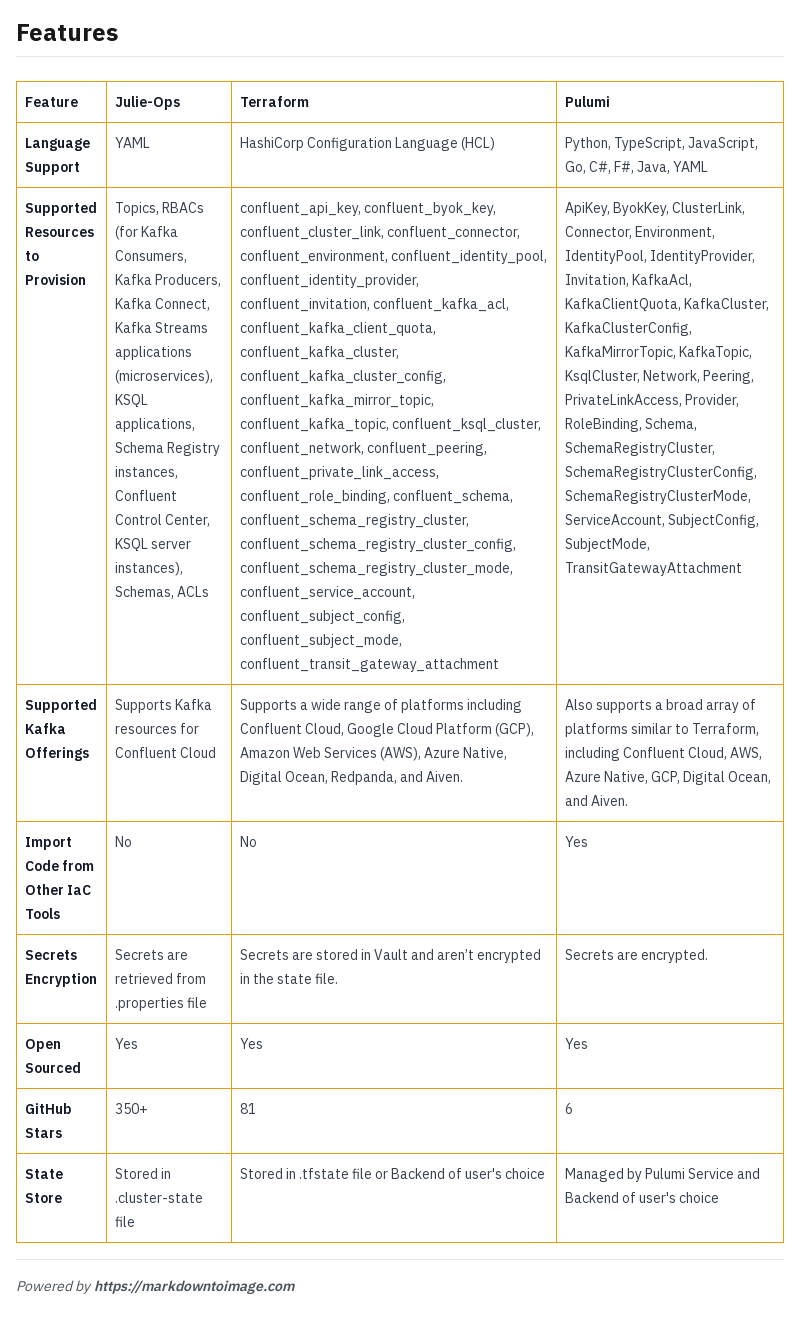 Features
Feature
Julie-Ops
Terraform
Pulumi
Language
Support
YAML
HashiCorp Configuration Language (HCL)
Python, TypeScript, JavaScript,
Go, C#, F#, Java, YAML
Supported
Resources
to
Provision
Topics, RBACs
(for Kafka
Consumers,
Kafka Producers,
Kafka Connect,
Kafka Streams
applications
(microservices),
KSQL
applications,
Schema Registry
instances,
Confluent
Control Center,
KSQL server
instances),
Schemas, ACLs
confluent_api_key, confluent_byok_key,
confluent_cluster_link, confluent_connector,
confluent_environment, confluent_identity_pool,
confluent_identity_provider,
confluent_invitation, confluent_kafka_acl,
confluent_kafka_client_quota,
confluent_kafka_cluster,
confluent_kafka_cluster_config,
confluent_kafka_mirror_topic,
confluent_kafka_topic, confluent_ksql_cluster,
confluent_network, confluent_peering,
confluent_private_link_access,
confluent_role_binding, confluent_schema,
confluent_schema_registry_cluster,
confluent_schema_registry_cluster_config,
confluent_schema_registry_cluster_mode,
confluent_service_account,
confluent_subject_config,
confluent_subject_mode,
confluent_transit_gateway_attachment
ApiKey, ByokKey, ClusterLink,
Connector, Environment,
IdentityPool, IdentityProvider,
Invitation, KafkaAcl,
KafkaClientQuota, KafkaCluster,
KafkaClusterConfig,
KafkaMirrorTopic, KafkaTopic,
KsqlCluster, Network, Peering,
PrivateLinkAccess, Provider,
RoleBinding, Schema,
SchemaRegistryCluster,
SchemaRegistryClusterConfig,
SchemaRegistryClusterMode,
ServiceAccount, SubjectConfig,
SubjectMode,
TransitGatewayAttachment
Supported
Kafka
Offerings
Supports Kafka
resources for
Confluent Cloud
Supports a wide range of platforms including
Confluent Cloud, Google Cloud Platform (GCP),
Amazon Web Services (AWS), Azure Native,
Digital Ocean, Redpanda, and Aiven.
Also supports a broad array of
platforms similar to Terraform,
including Confluent Cloud, AWS,
Azure Native, GCP, Digital Ocean,
and Aiven.
Import
Code from
Other IaC
Tools
No
No
Yes
Secrets
Encryption
Secrets are
retrieved from
.properties file
Secrets are stored in Vault and aren't encrypted
in the state file.
Secrets are encrypted.
Open
Sourced
Yes
Yes
Yes
GitHub
Stars
350+
81
6
State
Store
Stored in
.cluster-state
file
Stored in .tfstate file or Backend of user's choice
Managed by Pulumi Service and
Backend of user's choice
Powered by https://markdowntoimage.com